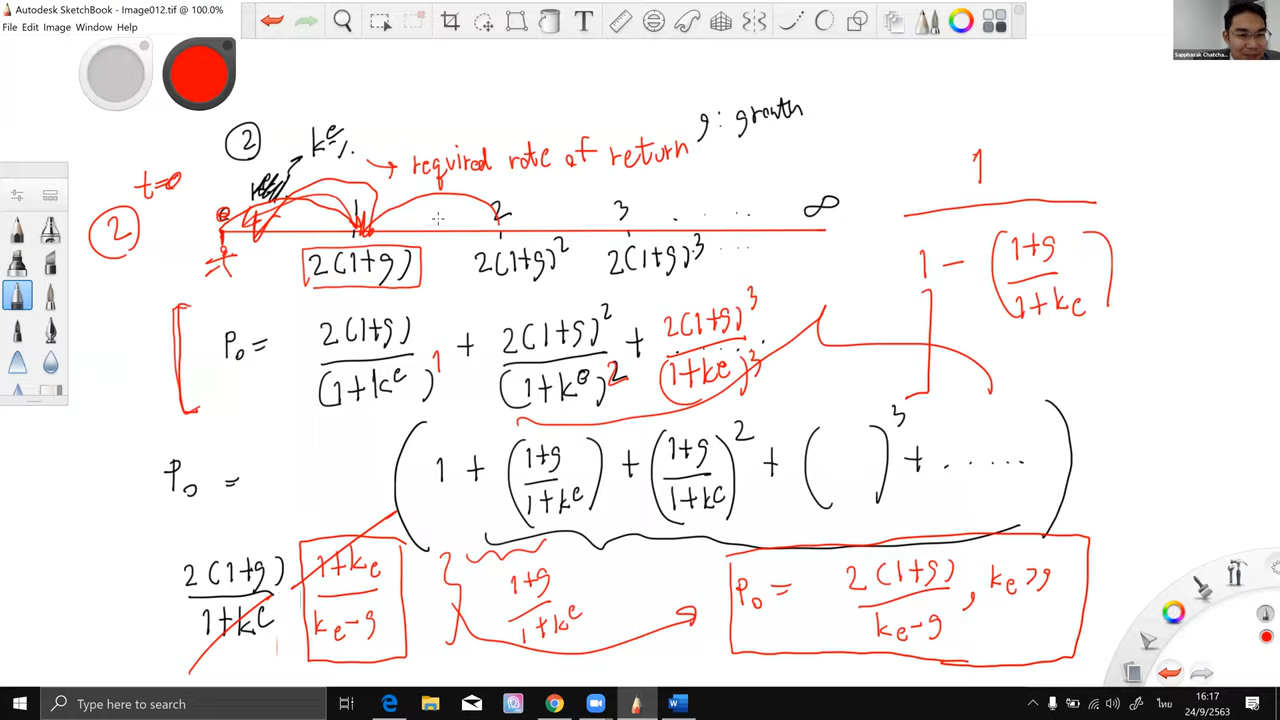 Autodesk SketchBook - Image012.tif @ 100.0%
File Edit Image Window Help
Sapphasak Chatcha...
② ke% → required rate of return g : growth
t=0
② 0 1 2 3 . . . . . ∞
2(1+g) 2(1+g)² 2(1+g)³ ...
1 / (1 - ((1+g)/(1+ke)))
P₀ = 2(1+g)/(1+ke)¹ + 2(1+g)²/(1+ke)² + 2(1+g)³/(1+ke)³
P₀ = (1 + ((1+g)/(1+ke)) + ((1+g)/(1+ke))² + ( )³ + ......)
2(1+g)/(1+ke) (1+ke)/(ke-g) (1+g)/(1+ke) P₀ = 2(1+g)/(ke-g), ke>g
Type here to search
ไทย
16:17
24/9/2563